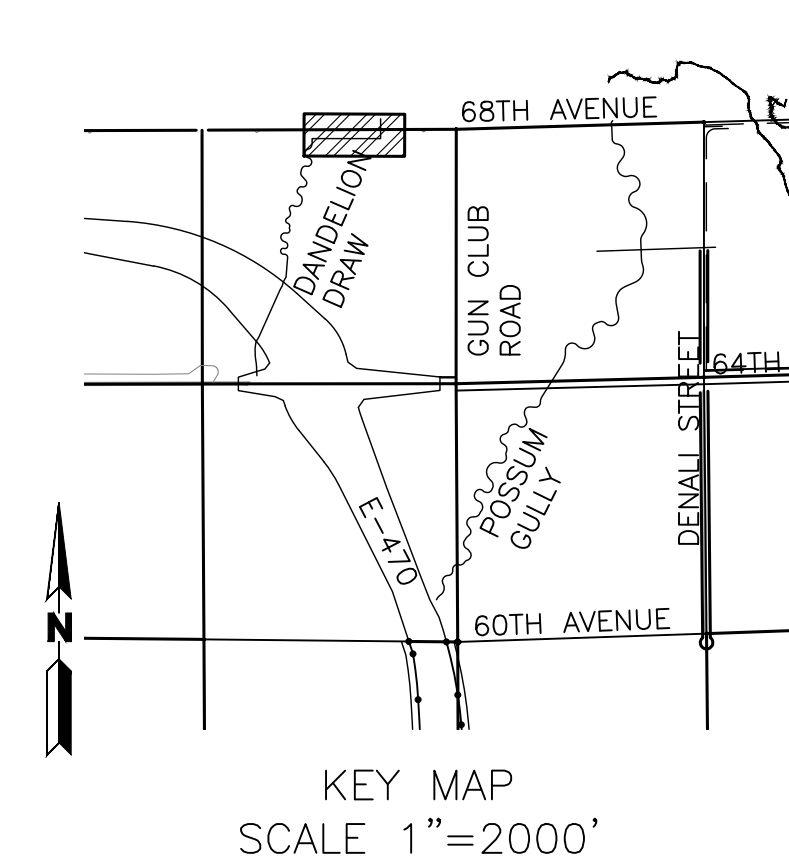 68TH AVENUE
DANDELION
DRAW
GUN CLUB
ROAD
64TH
DENALI STREET
POSSUM
GULLY
E-470
N
60TH AVENUE
KEY MAP
SCALE 1"=2000'